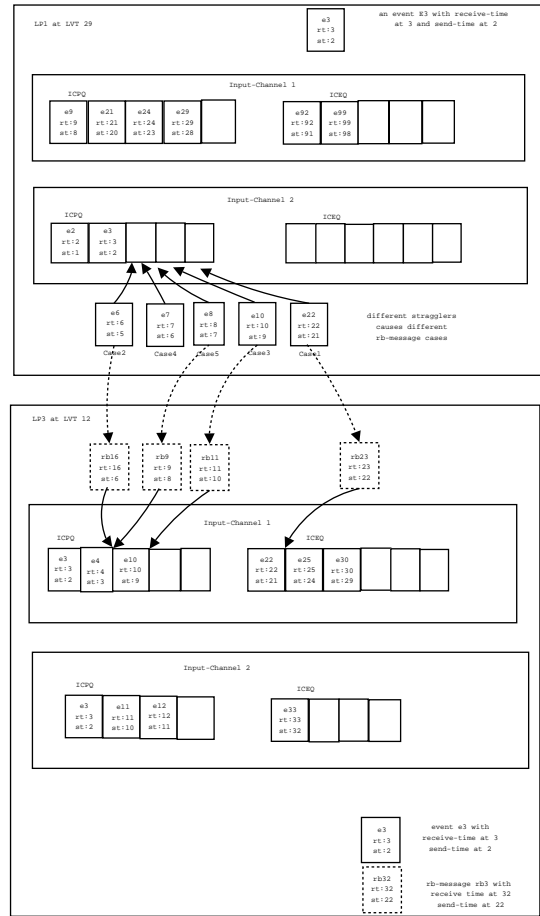 LP1 at LVT 29
e3
rt:3
st:2
an event E3 with receive-time
at 3 and send-time at 2
Input-Channel 1
ICPQ
ICEQ
e9
rt:9
st:8
e21
rt:21
st:20
e24
rt:24
st:23
e29
rt:29
st:28
e92
rt:92
st:91
e99
rt:99
st:98
Input-Channel 2
ICPQ
ICEQ
e2
rt:2
st:1
e3
rt:3
st:2
e6
rt:6
st:5
Case2
e7
rt:7
st:6
Case4
e8
rt:8
st:7
Case5
e10
rt:10
st:9
Case3
e22
rt:22
st:21
Case1
different stragglers
causes different
rb-message cases
LP3 at LVT 12
rb16
rt:16
st:6
rb9
rt:9
st:8
rb11
rt:11
st:10
rb23
rt:23
st:22
Input-Channel 1
ICPQ
ICEQ
e3
rt:3
st:2
e4
rt:4
st:3
e10
rt:10
st:9
e22
rt:22
st:21
e25
rt:25
st:24
e30
rt:30
st:29
Input-Channel 2
ICPQ
ICEQ
e3
rt:3
st:2
e11
rt:11
st:10
e12
rt:12
st:11
e33
rt:33
st:32
e3
rt:3
st:2
event e3 with
receive-time at 3
send-time at 2
rb32
rt:32
st:22
rb-message rb3 with
receive time at 32
send-time at 22